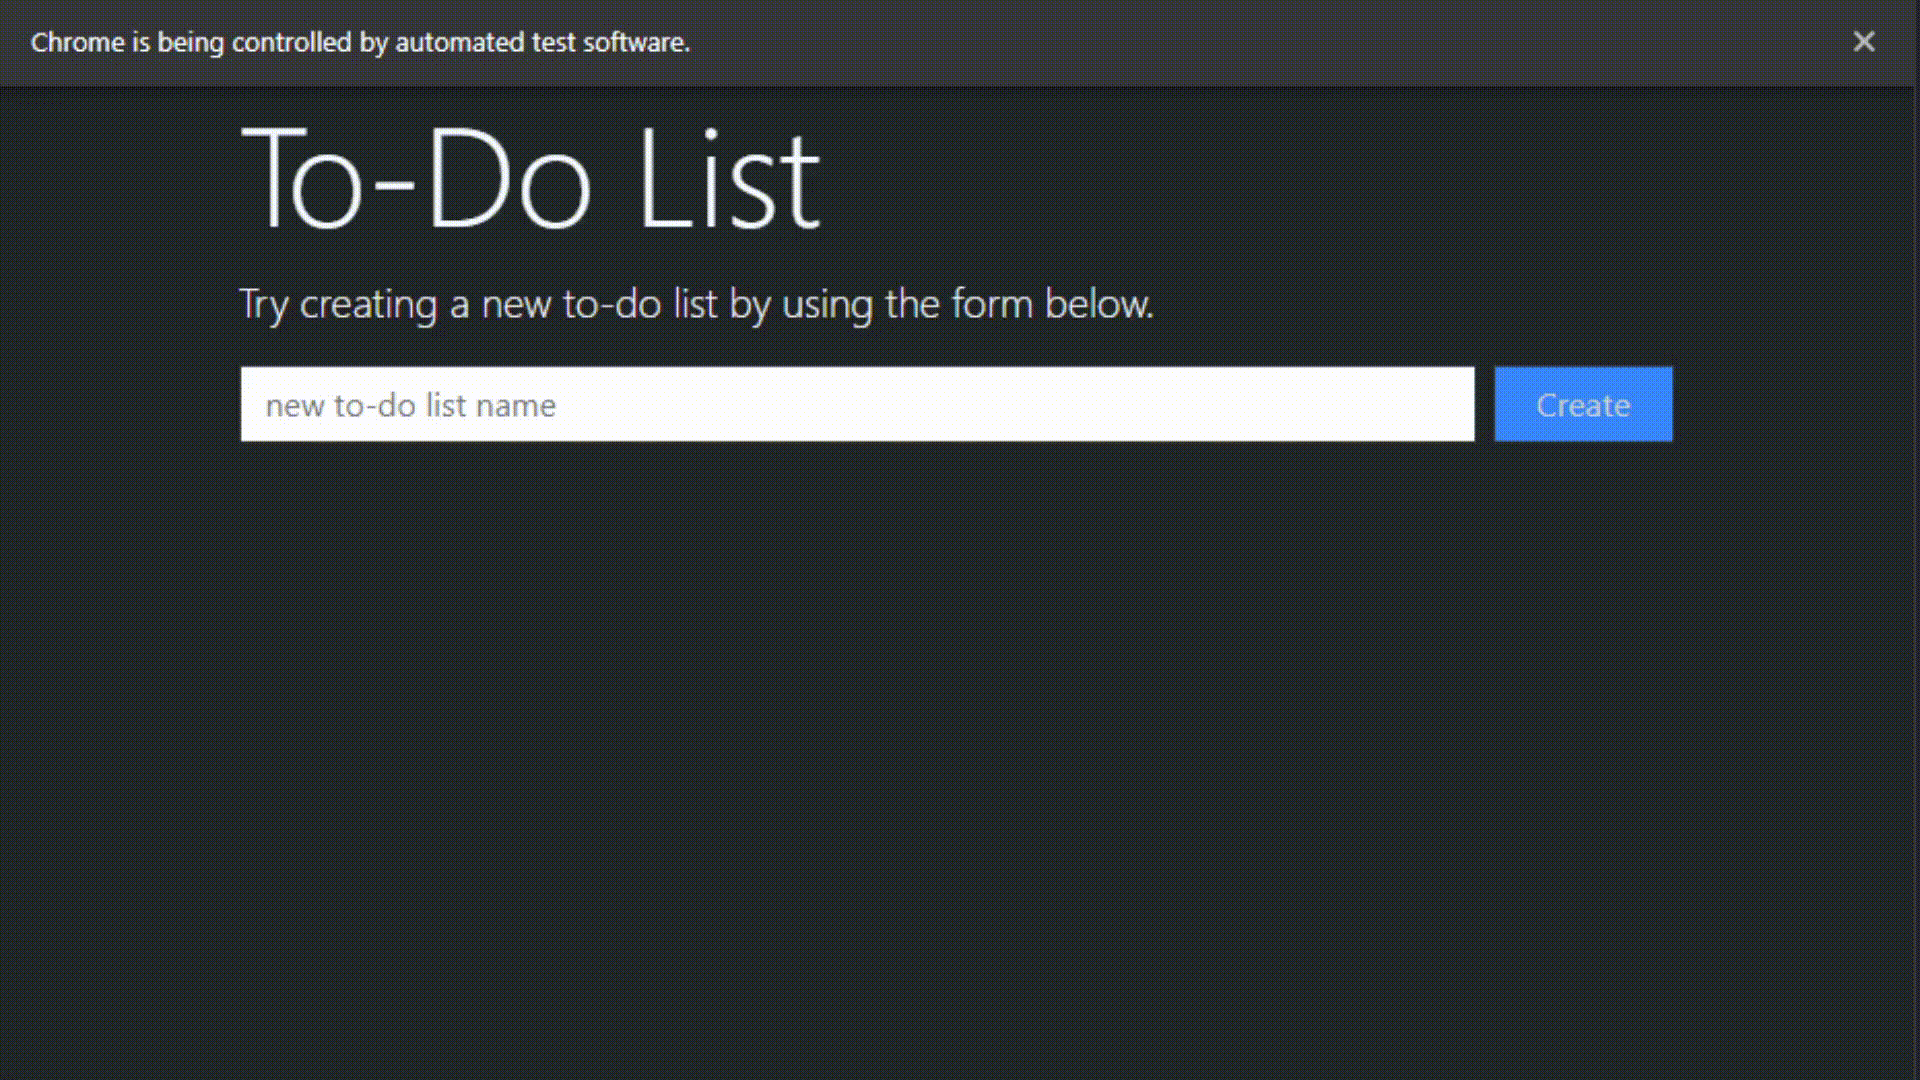 Chrome is being controlled by automated test software.
To-Do List
Try creating a new to-do list by using the form below.
new to-do list name
Create